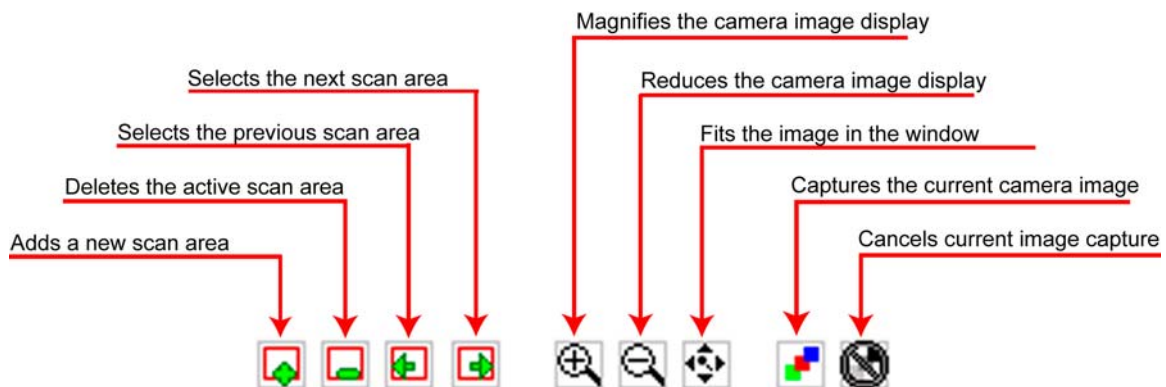 Magnifies the camera image display
Selects the next scan area
Reduces the camera image display
Selects the previous scan area
Fits the image in the window
Deletes the active scan area
Captures the current camera image
Adds a new scan area
Cancels current image capture